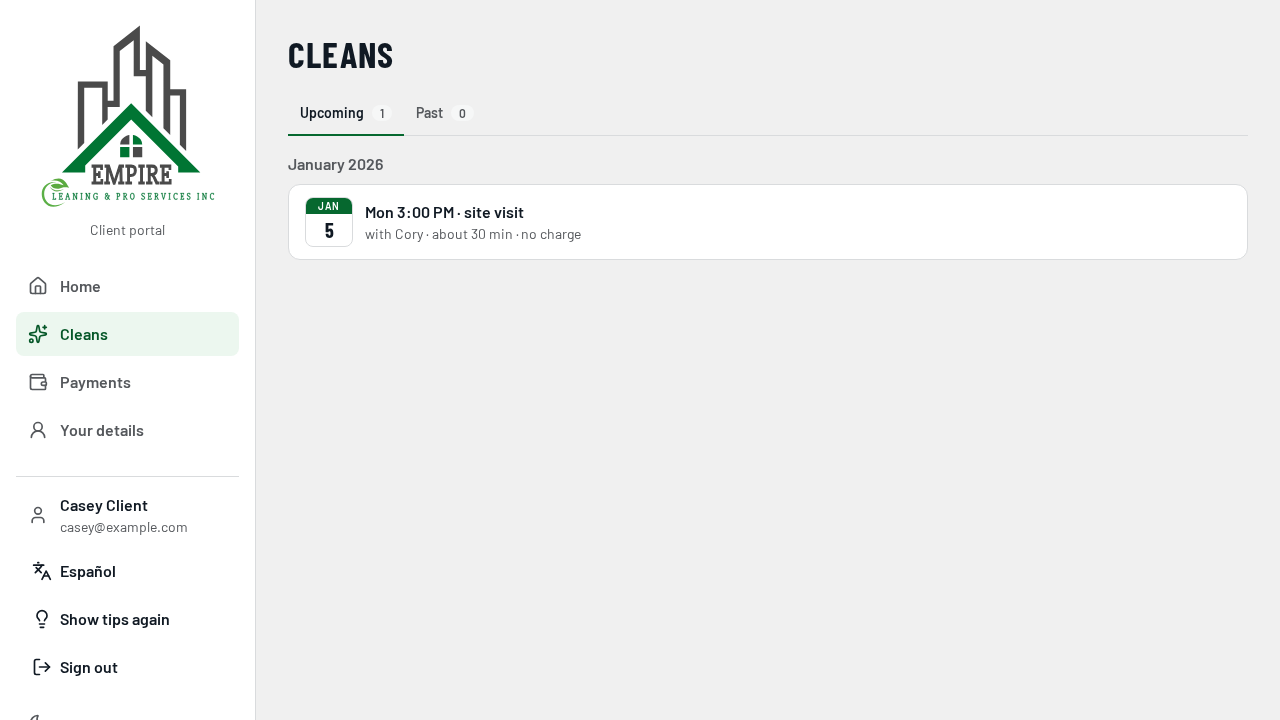 EMPIRE
CLEANING & PRO SERVICES INC
Client portal
Home
Cleans
Payments
Your details
Casey Client
casey@example.com
Español
Show tips again
Sign out
CLEANS
Upcoming 1
Past 0
January 2026
JAN
5
Mon 3:00 PM · site visit
with Cory · about 30 min · no charge